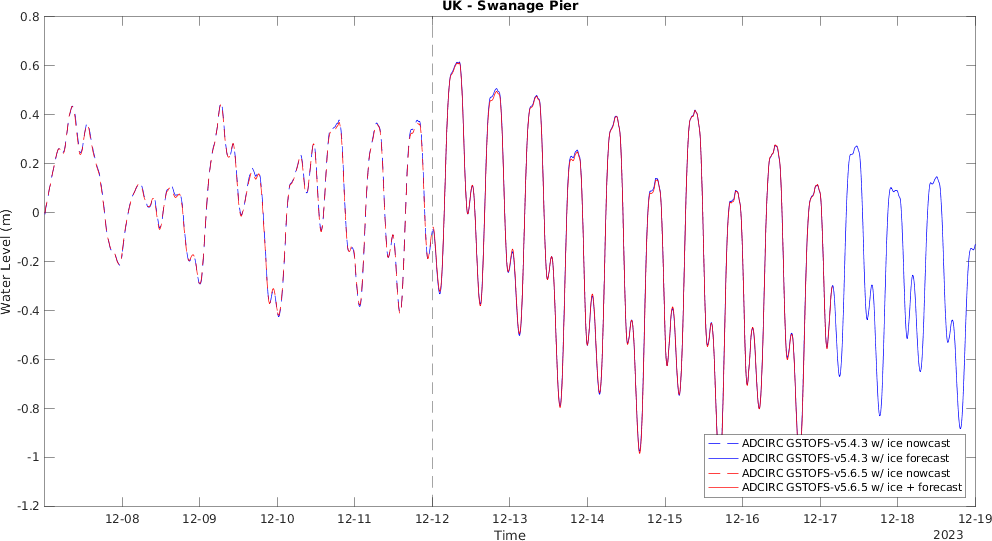 UK - Swanage Pier
0.8
0.6
0.4
0.2
0
-0.2
-0.4
-0.6
-0.8
-1
-1.2
Water Level (m)
12-08 12-09 12-10 12-11 12-12 12-13 12-14 12-15 12-16 12-17 12-18 12-19
Time
2023
ADCIRC GSTOFS-v5.4.3 w/ ice nowcast
ADCIRC GSTOFS-v5.4.3 w/ ice forecast
ADCIRC GSTOFS-v5.6.5 w/ ice nowcast
ADCIRC GSTOFS-v5.6.5 w/ ice + forecast